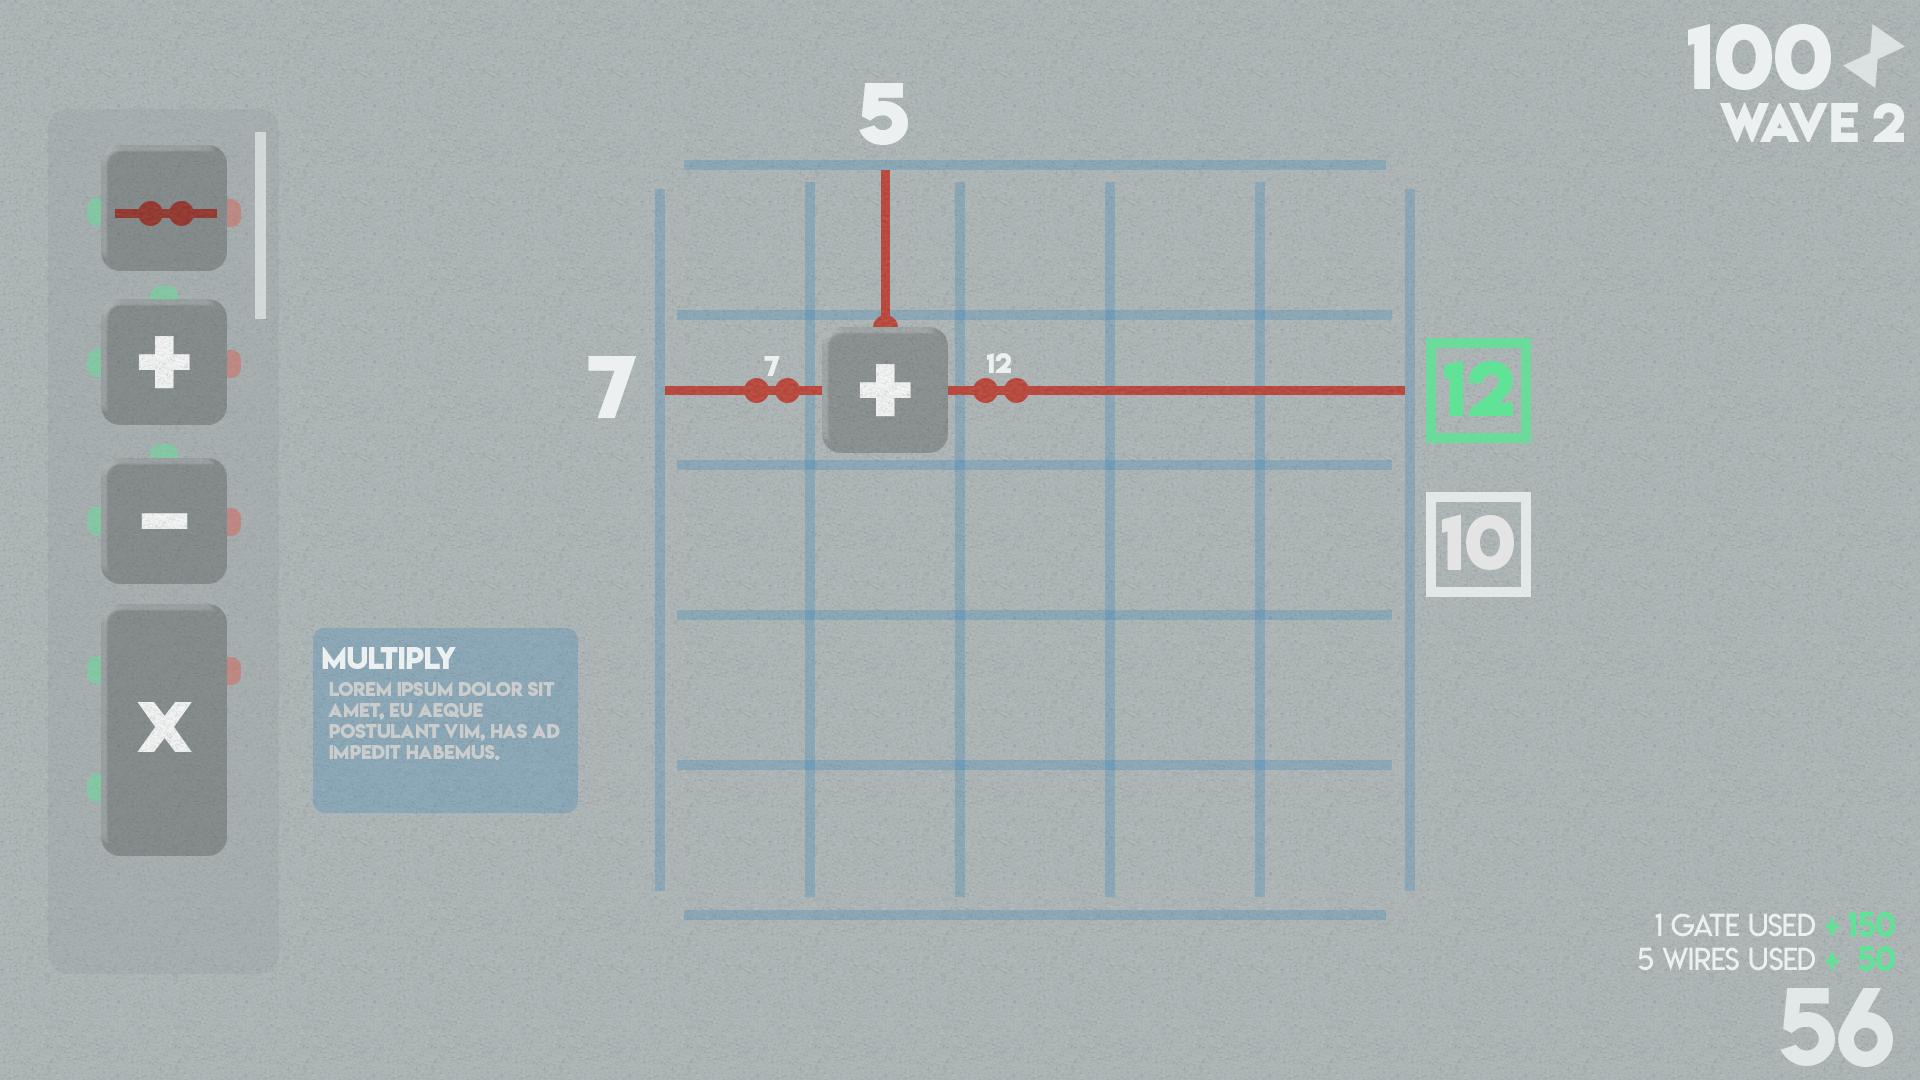 100
WAVE 2
5
+
-
X
7
7
+
12
12
10
MULTIPLY
LOREM IPSUM DOLOR SIT
AMET, EU AEQUE
POSTULANT VIM, HAS AD
IMPEDIT HABEMUS.
1 GATE USED + 150
5 WIRES USED + 50
56